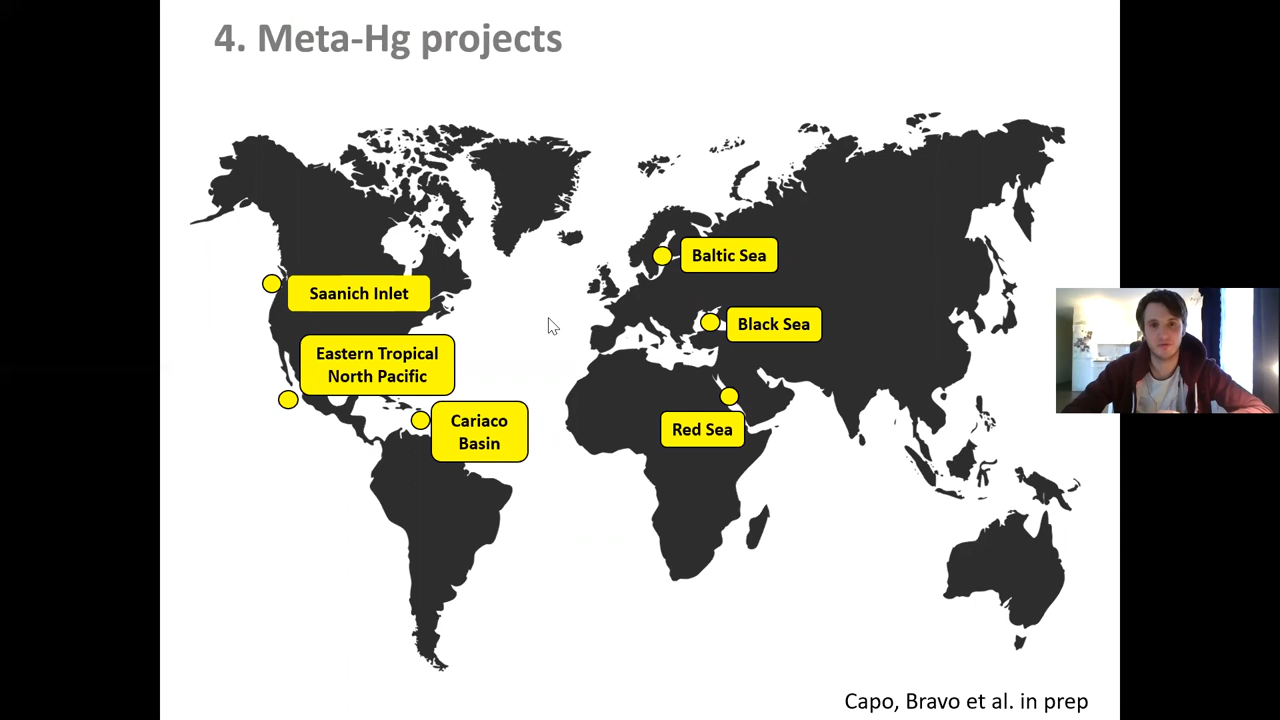 4. Meta-Hg projects
Baltic Sea
Saanich Inlet
Black Sea
Eastern Tropical
North Pacific
Cariaco
Basin
Red Sea
Capo, Bravo et al. in prep